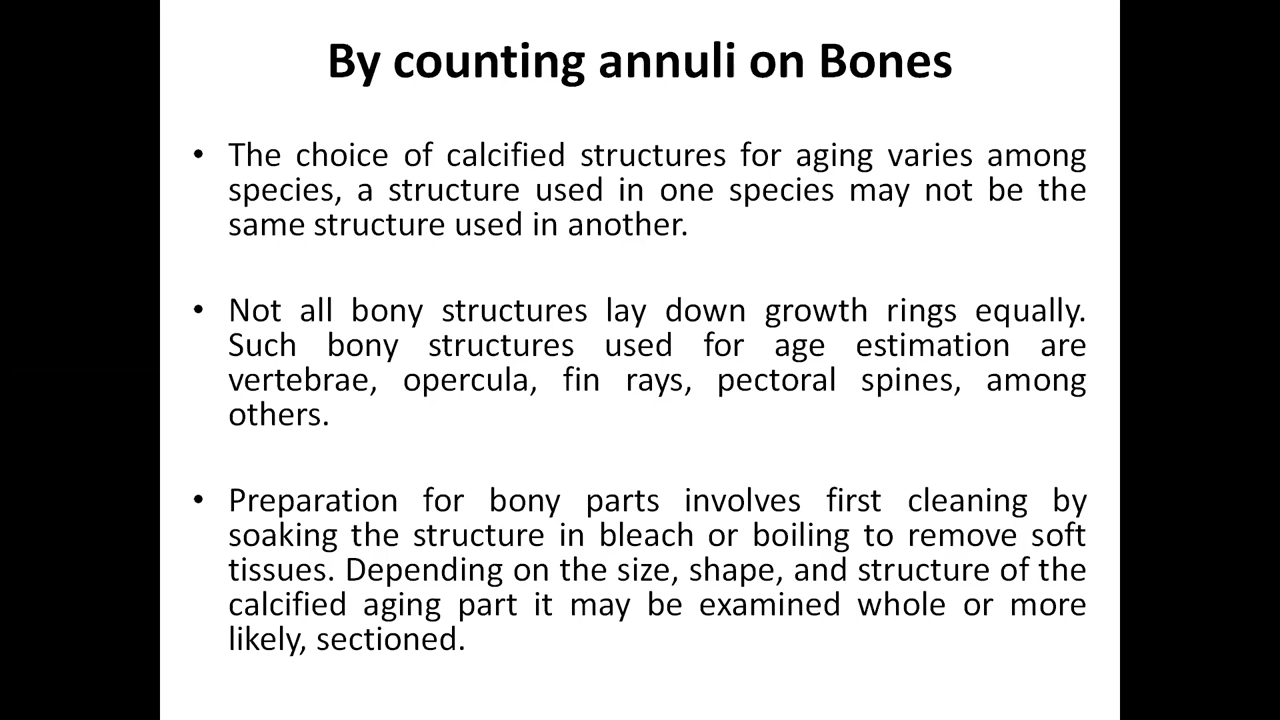 By counting annuli on Bones
• The choice of calcified structures for aging varies among
species, a structure used in one species may not be the
same structure used in another.
• Not all bony structures lay down growth rings equally.
Such bony structures used for age estimation are
vertebrae, opercula, fin rays, pectoral spines, among
others.
• Preparation for bony parts involves first cleaning by
soaking the structure in bleach or boiling to remove soft
tissues. Depending on the size, shape, and structure of the
calcified aging part it may be examined whole or more
likely, sectioned.